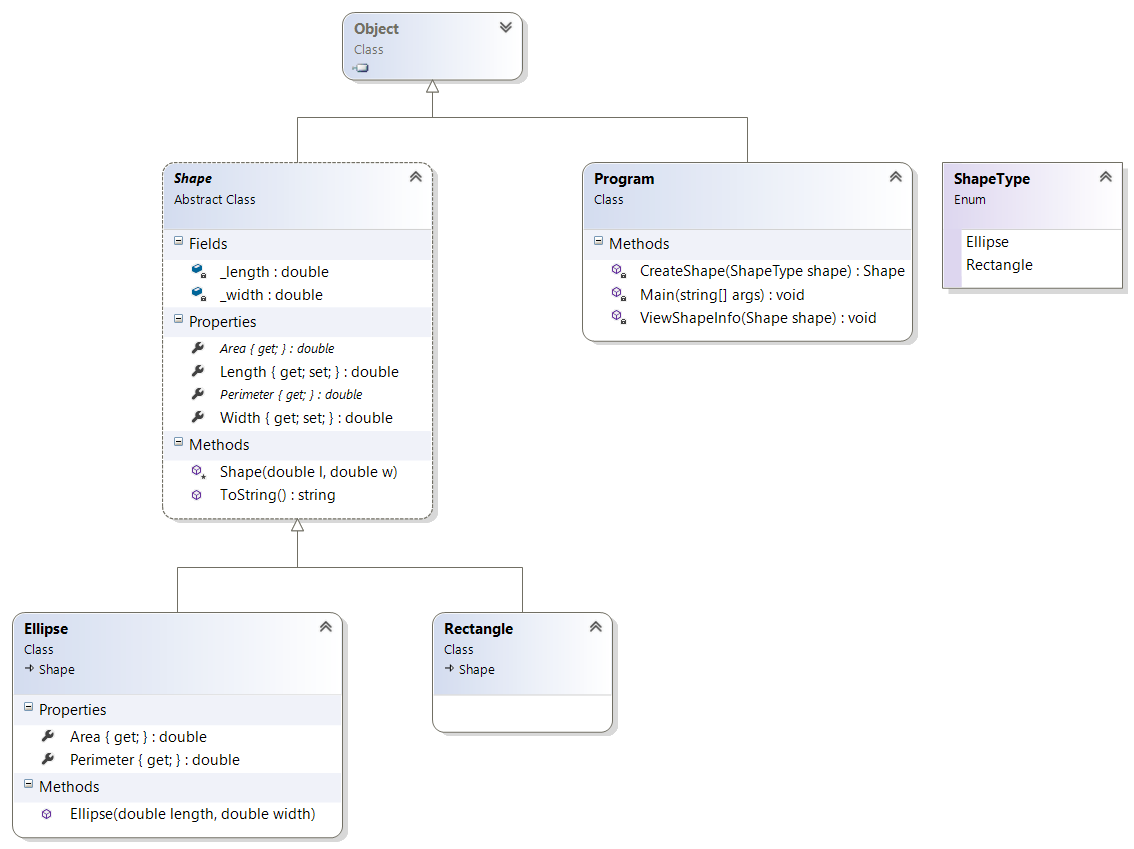 Object
Class
Shape
Abstract Class
Fields
_length : double
_width : double
Properties
Area { get; } : double
Length { get; set; } : double
Perimeter { get; } : double
Width { get; set; } : double
Methods
Shape(double l, double w)
ToString() : string
Program
Class
Methods
CreateShape(ShapeType shape) : Shape
Main(string[] args) : void
ViewShapeInfo(Shape shape) : void
ShapeType
Enum
Ellipse
Rectangle
Ellipse
Class
Shape
Properties
Area { get; } : double
Perimeter { get; } : double
Methods
Ellipse(double length, double width)
Rectangle
Class
Shape